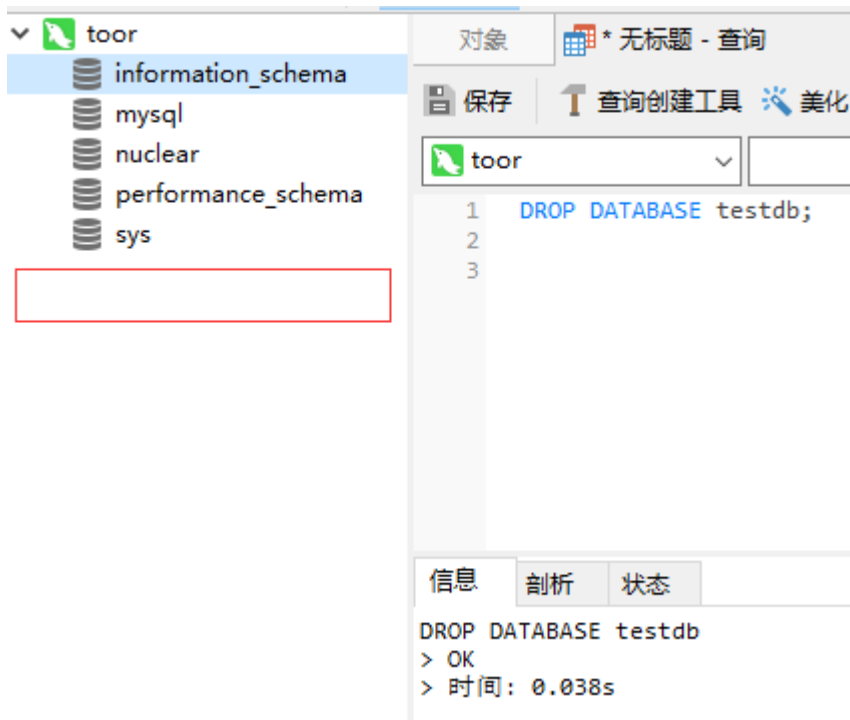 toor
information_schema
mysql
nuclear
performance_schema
sys
对象
* 无标题 - 查询
保存
查询创建工具
美化
toor
1 DROP DATABASE testdb;
2
3
信息
剖析
状态
DROP DATABASE testdb
> OK
> 时间: 0.038s